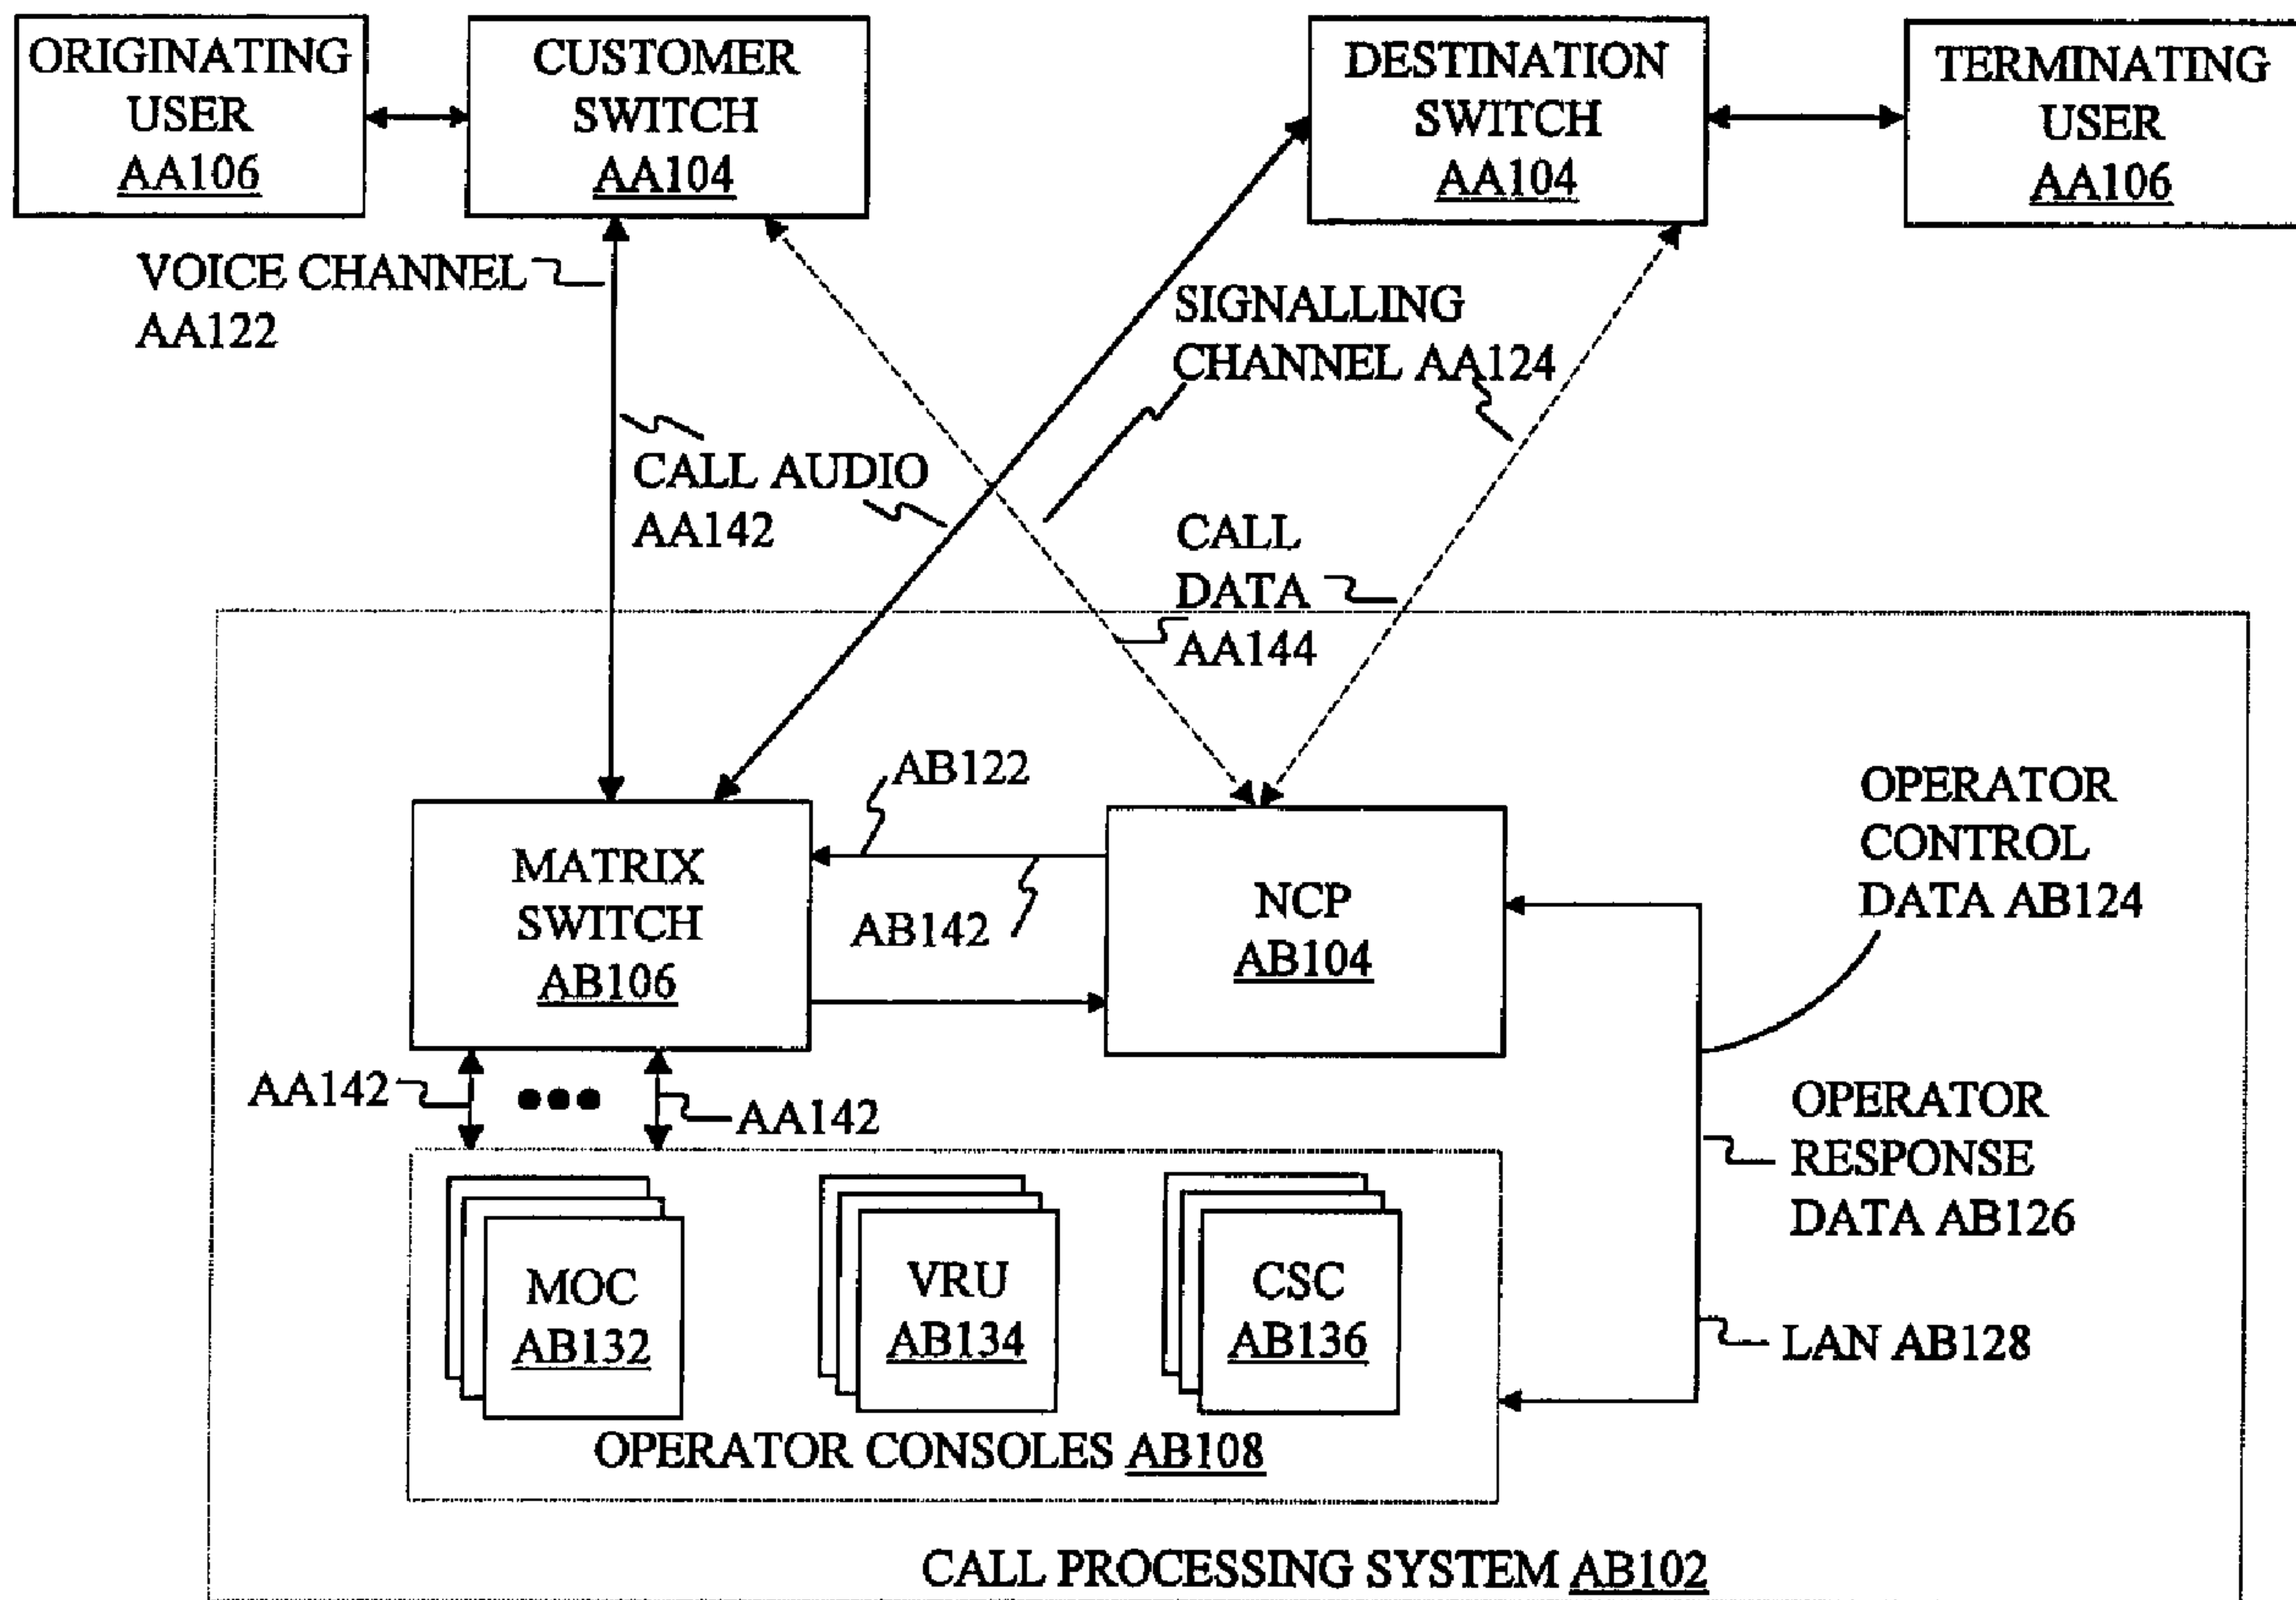 ORIGINATING
USER
AA106
CUSTOMER
SWITCH
AA104
DESTINATION
SWITCH
AA104
TERMINATING
USER
AA106
VOICE CHANNEL
AA122
SIGNALLING
CHANNEL AA124
CALL AUDIO
AA142
CALL
DATA
AA144
AB122
OPERATOR
CONTROL
DATA AB124
MATRIX
SWITCH
AB106
AB142
NCP
AB104
AA142
AA142
OPERATOR
RESPONSE
DATA AB126
MOC
AB132
VRU
AB134
CSC
AB136
LAN AB128
OPERATOR CONSOLES AB108
CALL PROCESSING SYSTEM AB102